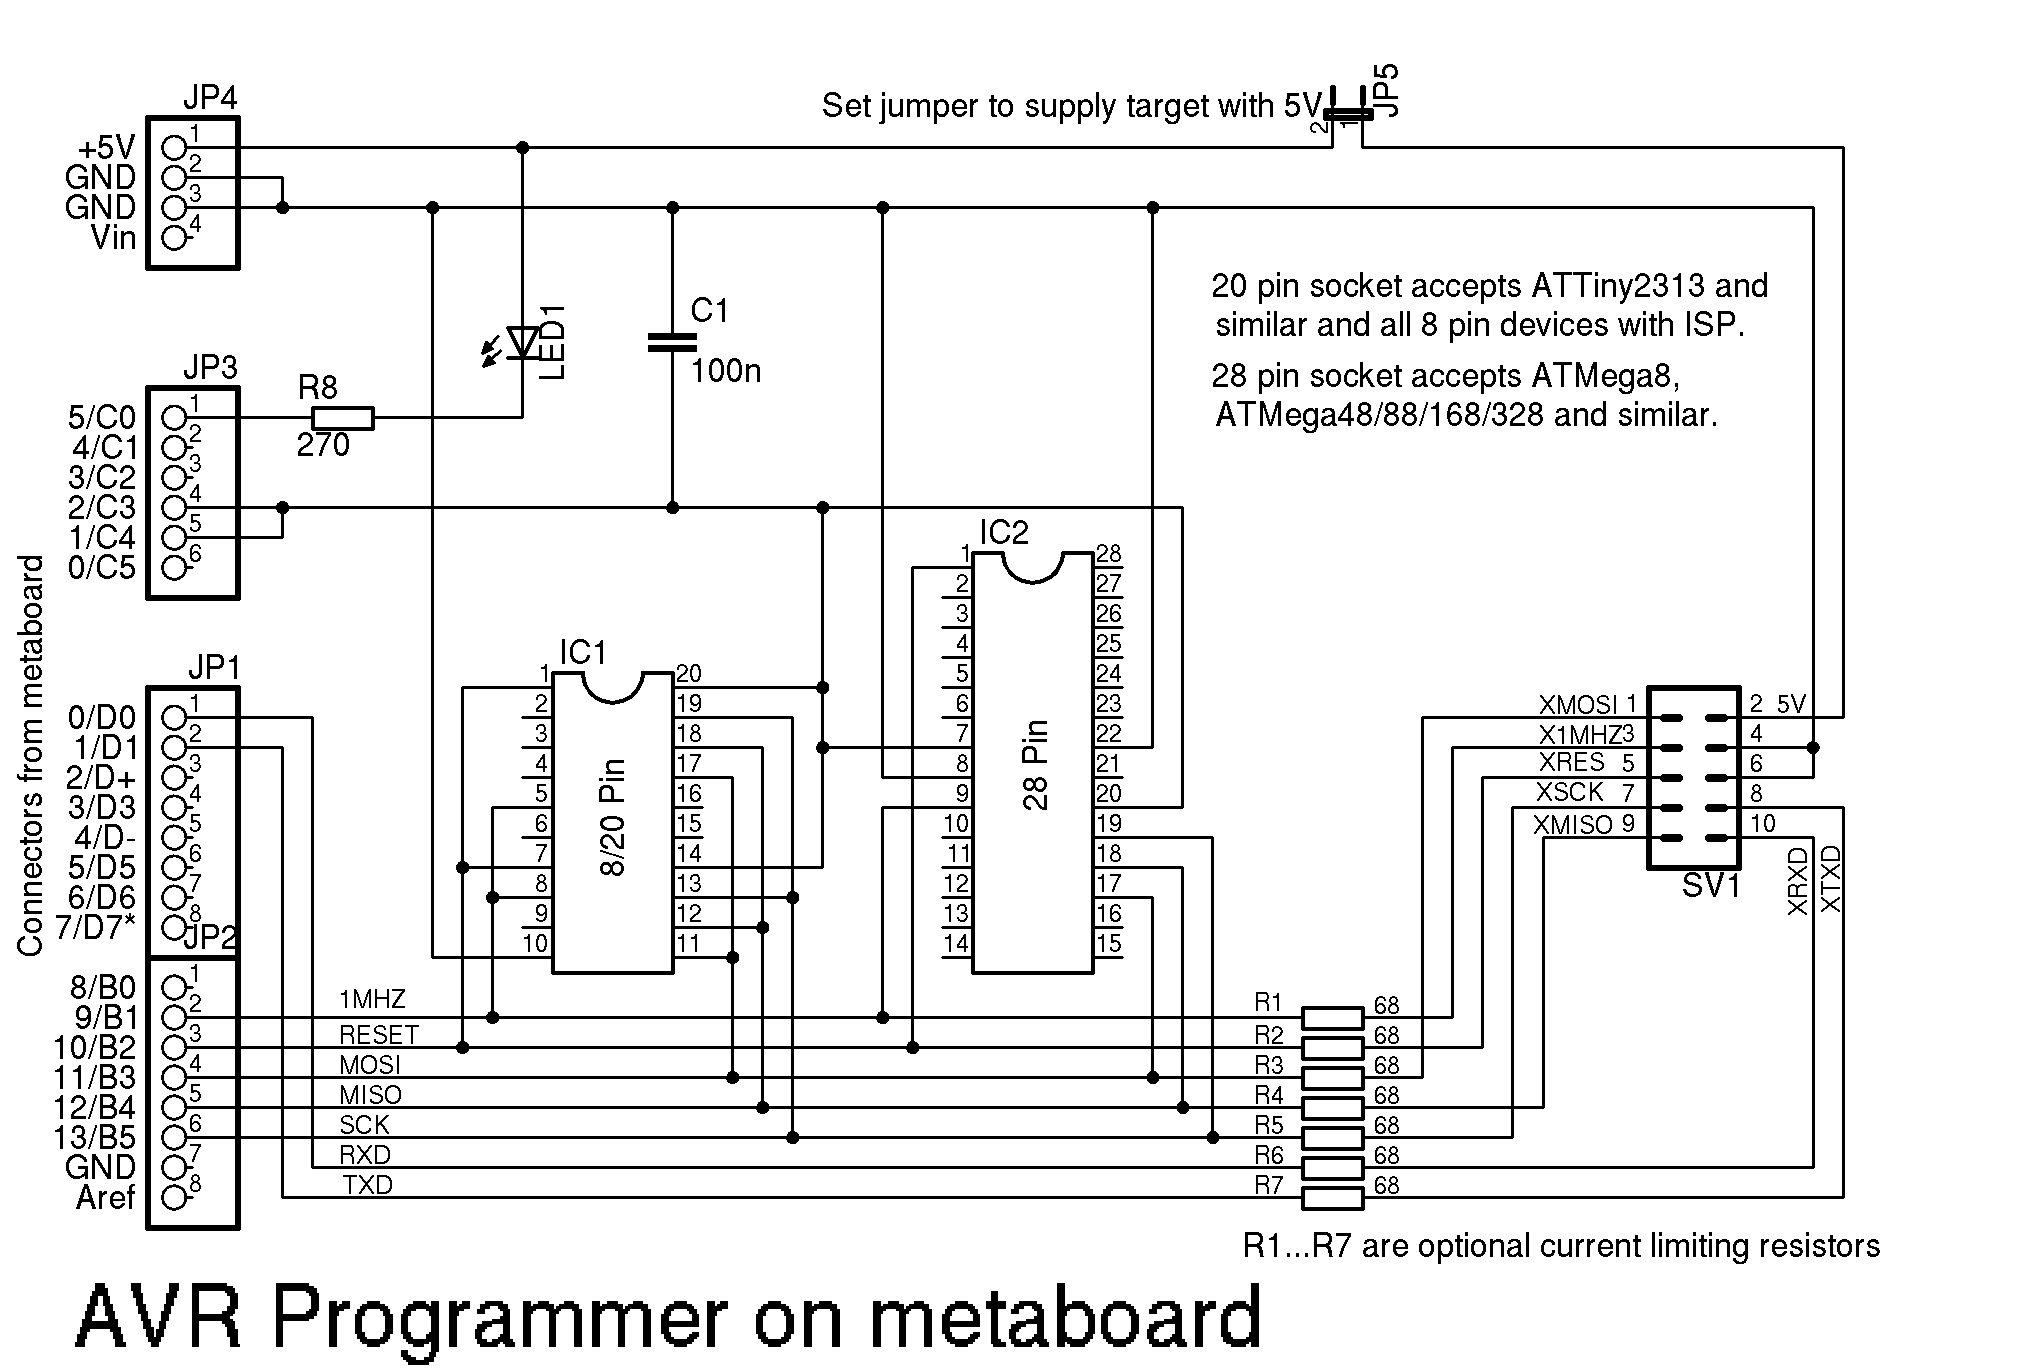 Set jumper to supply target with 5V
JP5
2
1
JP4
+5V 1
GND 2
GND 3
Vin 4
LED1
C1
100n
20 pin socket accepts ATTiny2313 and
similar and all 8 pin devices with ISP.
28 pin socket accepts ATMega8,
ATMega48/88/168/328 and similar.
JP3
5/C0 1
4/C1 2
3/C2 3
2/C3 4
1/C4 5
0/C5 6
R8
270
Connectors from metaboard
IC2
1 28
2 27
3 26
4 25
5 24
6 23
7 22
8 21
9 20
10 19
11 18
12 17
13 16
14 15
28 Pin
IC1
1 20
2 19
3 18
4 17
5 16
6 15
7 14
8 13
9 12
10 11
8/20 Pin
JP1
0/D0 1
1/D1 2
2/D+ 3
3/D3 4
4/D- 5
5/D5 6
6/D6 7
7/D7* 8
XMOSI 1 2 5V
X1MHZ 3 4
XRES 5 6
XSCK 7 8
XMISO 9 10
SV1
XRXD
XTXD
JP2
8/B0 1
9/B1 2 1MHZ R1 68
10/B2 3 RESET R2 68
11/B3 4 MOSI R3 68
12/B4 5 MISO R4 68
13/B5 6 SCK R5 68
GND 7 RXD R6 68
Aref 8 TXD R7 68
R1...R7 are optional current limiting resistors
AVR Programmer on metaboard